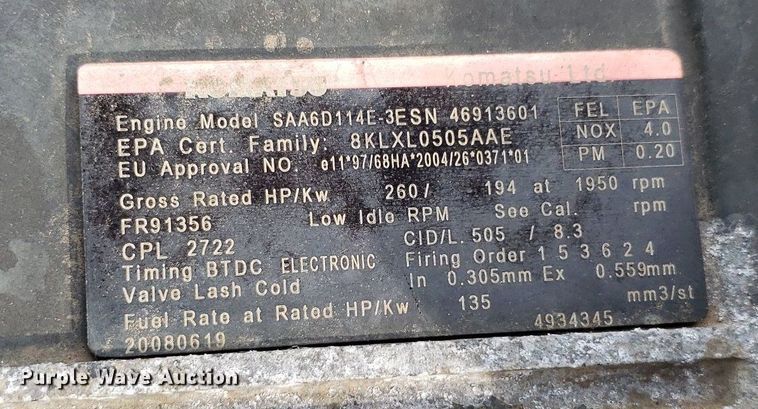 KOMATSU Komatsu Ltd.
Engine Model SAA6D114E-3 ESN 46913601
EPA Cert. Family: 8KLXL0505AAE
EU Approval NO. e11*97/68HA*2004/26*0371*01
FEL EPA
NOX 4.0
PM 0.20
Gross Rated HP/Kw 260/ 194 at 1950 rpm
FR91356 Low Idle RPM See Cal. rpm
CPL 2722 CID/L. 505 / 8.3
Timing BTDC ELECTRONIC Firing Order 1 5 3 6 2 4
Valve Lash Cold In 0.305mm Ex 0.559mm
Fuel Rate at Rated HP/Kw 135 mm3/st
20080619 4934345
Purple Wave Auction